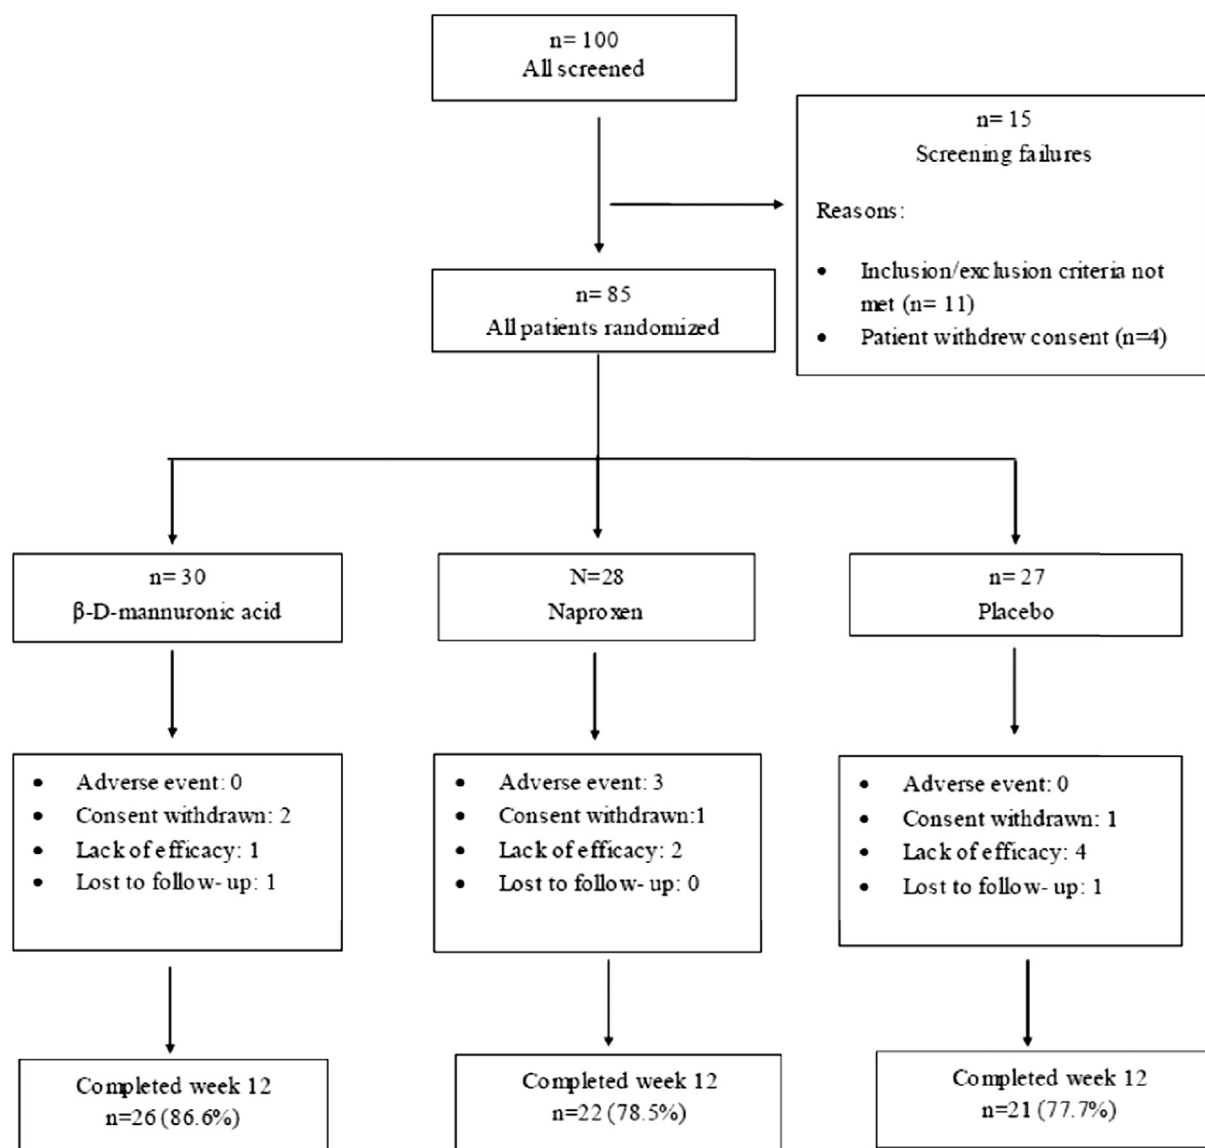 n= 100
All screened
n= 15
Screening failures
Reasons:
• Inclusion/exclusion criteria not
met (n= 11)
• Patient withdrew consent (n=4)
n= 85
All patients randomized
n= 30
β-D-mannuronic acid
N=28
Naproxen
n= 27
Placebo
• Adverse event: 0
• Consent withdrawn: 2
• Lack of efficacy: 1
• Lost to follow- up: 1
• Adverse event: 3
• Consent withdrawn:1
• Lack of efficacy: 2
• Lost to follow-up: 0
• Adverse event: 0
• Consent withdrawn: 1
• Lack of efficacy: 4
• Lost to follow- up: 1
Completed week 12
n=26 (86.6%)
Completed week 12
n=22 (78.5%)
Completed week 12
n=21 (77.7%)